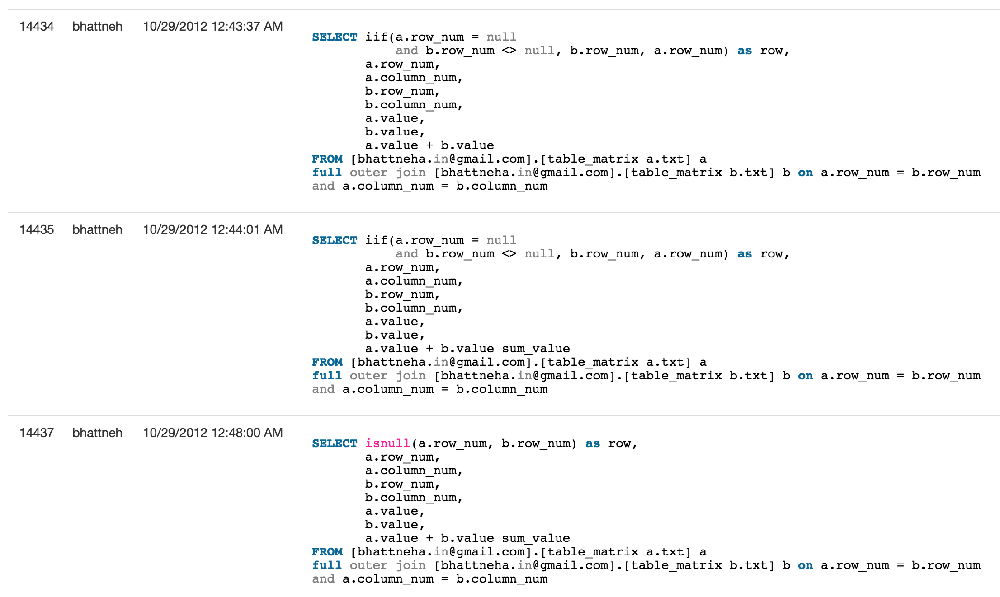 14434 bhattneh 10/29/2012 12:43:37 AM
SELECT iif(a.row_num = null
and b.row_num <> null, b.row_num, a.row_num) as row,
a.row_num,
a.column_num,
b.row_num,
b.column_num,
a.value,
b.value,
a.value + b.value
FROM [bhattneha.in@gmail.com].[table_matrix a.txt] a
full outer join [bhattneha.in@gmail.com].[table_matrix b.txt] b on a.row_num = b.row_num
and a.column_num = b.column_num
14435 bhattneh 10/29/2012 12:44:01 AM
SELECT iif(a.row_num = null
and b.row_num <> null, b.row_num, a.row_num) as row,
a.row_num,
a.column_num,
b.row_num,
b.column_num,
a.value,
b.value,
a.value + b.value sum_value
FROM [bhattneha.in@gmail.com].[table_matrix a.txt] a
full outer join [bhattneha.in@gmail.com].[table_matrix b.txt] b on a.row_num = b.row_num
and a.column_num = b.column_num
14437 bhattneh 10/29/2012 12:48:00 AM
SELECT isnull(a.row_num, b.row_num) as row,
a.row_num,
a.column_num,
b.row_num,
b.column_num,
a.value,
b.value,
a.value + b.value sum_value
FROM [bhattneha.in@gmail.com].[table_matrix a.txt] a
full outer join [bhattneha.in@gmail.com].[table_matrix b.txt] b on a.row_num = b.row_num
and a.column_num = b.column_num